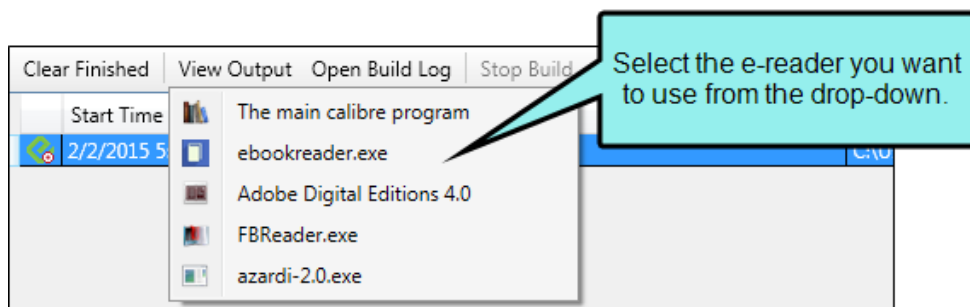 Select the e-reader you want
to use from the drop-down.
Clear Finished View Output Open Build Log Stop Build
Start Time
The main calibre program
2/2/2015 5:
ebookreader.exe
C:\U
Adobe Digital Editions 4.0
FBReader.exe
azardi-2.0.exe